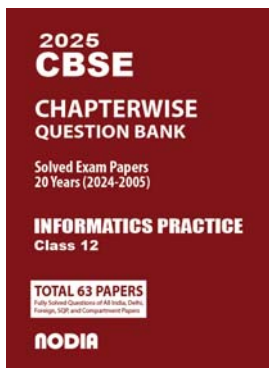 2025
CBSE
CHAPTERWISE
QUESTION BANK
Solved Exam Papers
20 Years (2024-2005)
INFORMATICS PRACTICE
Class 12
TOTAL 63 PAPERS
Fully Solved Questions of All India, Delhi,
Foreign, SQP, and Compartment Papers
NODIA